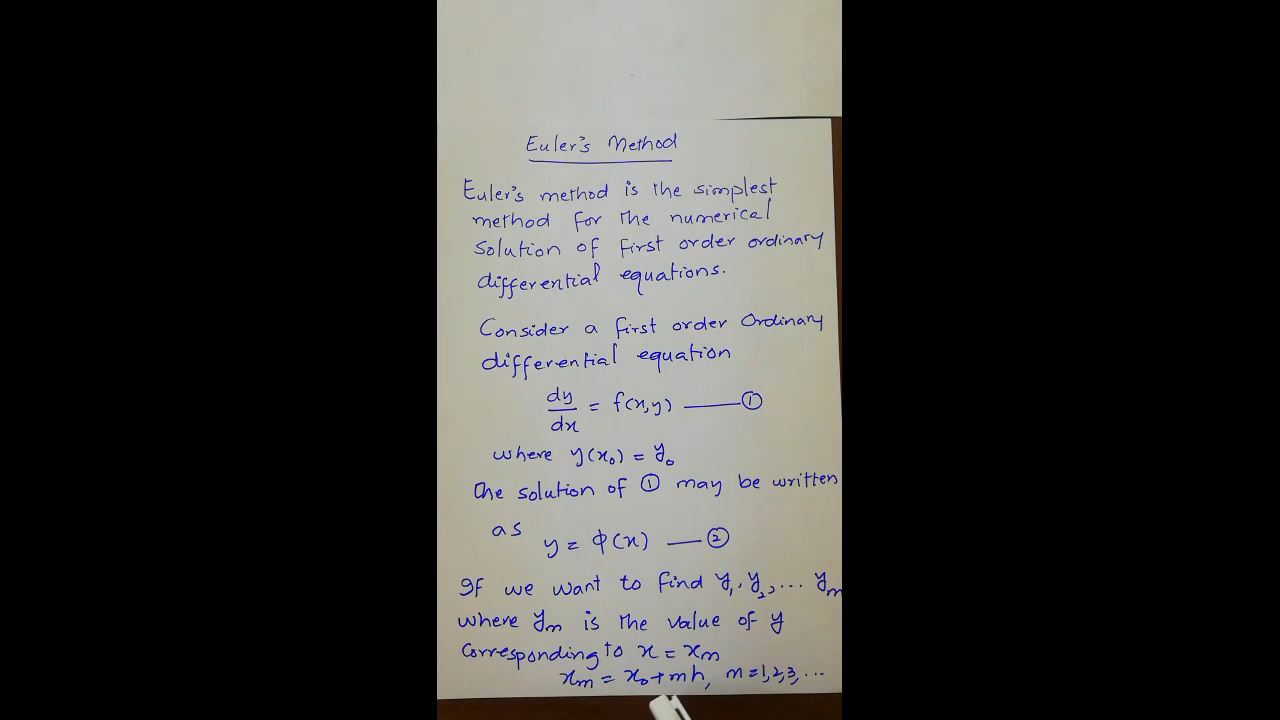 Euler's Method
Euler's method is the simplest
method for the numerical
solution of first order ordinary
differential equations.
Consider a first order Ordinary
differential equation
dy/dx = f(x,y) —— ①
where y(x₀) = y₀
The solution of ① may be written
as
y = φ(x) — ②
If we want to find y₁, y₂, ... yₘ
where yₘ is the value of y
corresponding to x = xₘ
xₘ = x₀+mh, m=1,2,3, ...